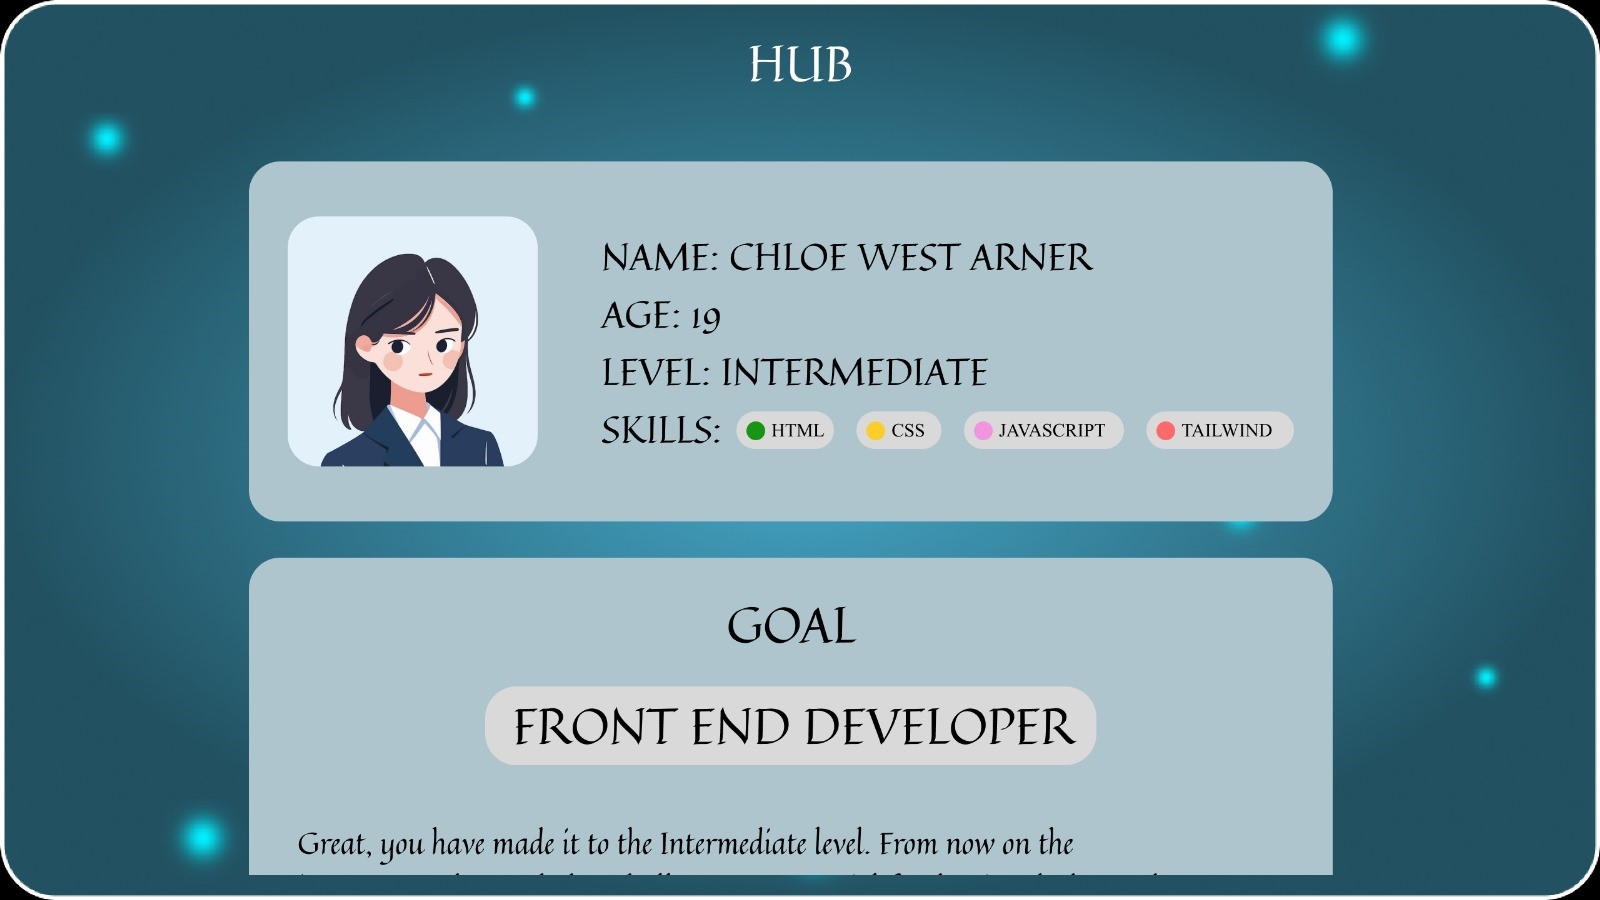 HUB
NAME: CHLOE WEST ARNER
AGE: 19
LEVEL: INTERMEDIATE
SKILLS: HTML CSS JAVASCRIPT TAILWIND
GOAL
FRONT END DEVELOPER
Great, you have made it to the Intermediate level. From now on the